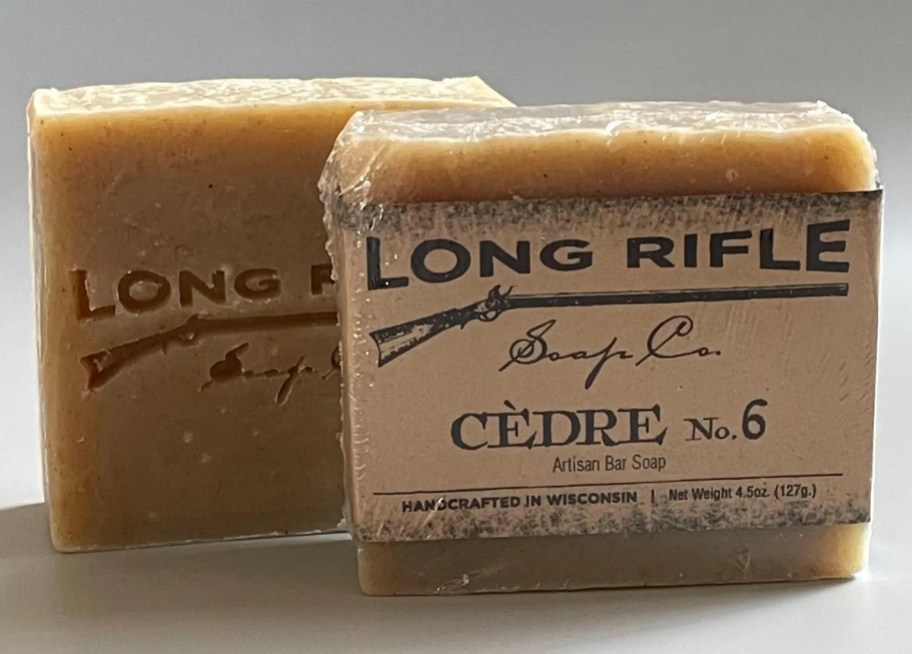 LONG R
Soap
LONG RIFLE
Soap Co.
CÈDRE No. 6
Artisan Bar Soap
HANDCRAFTED IN WISCONSIN | Net Weight 4.5oz. (127g.)